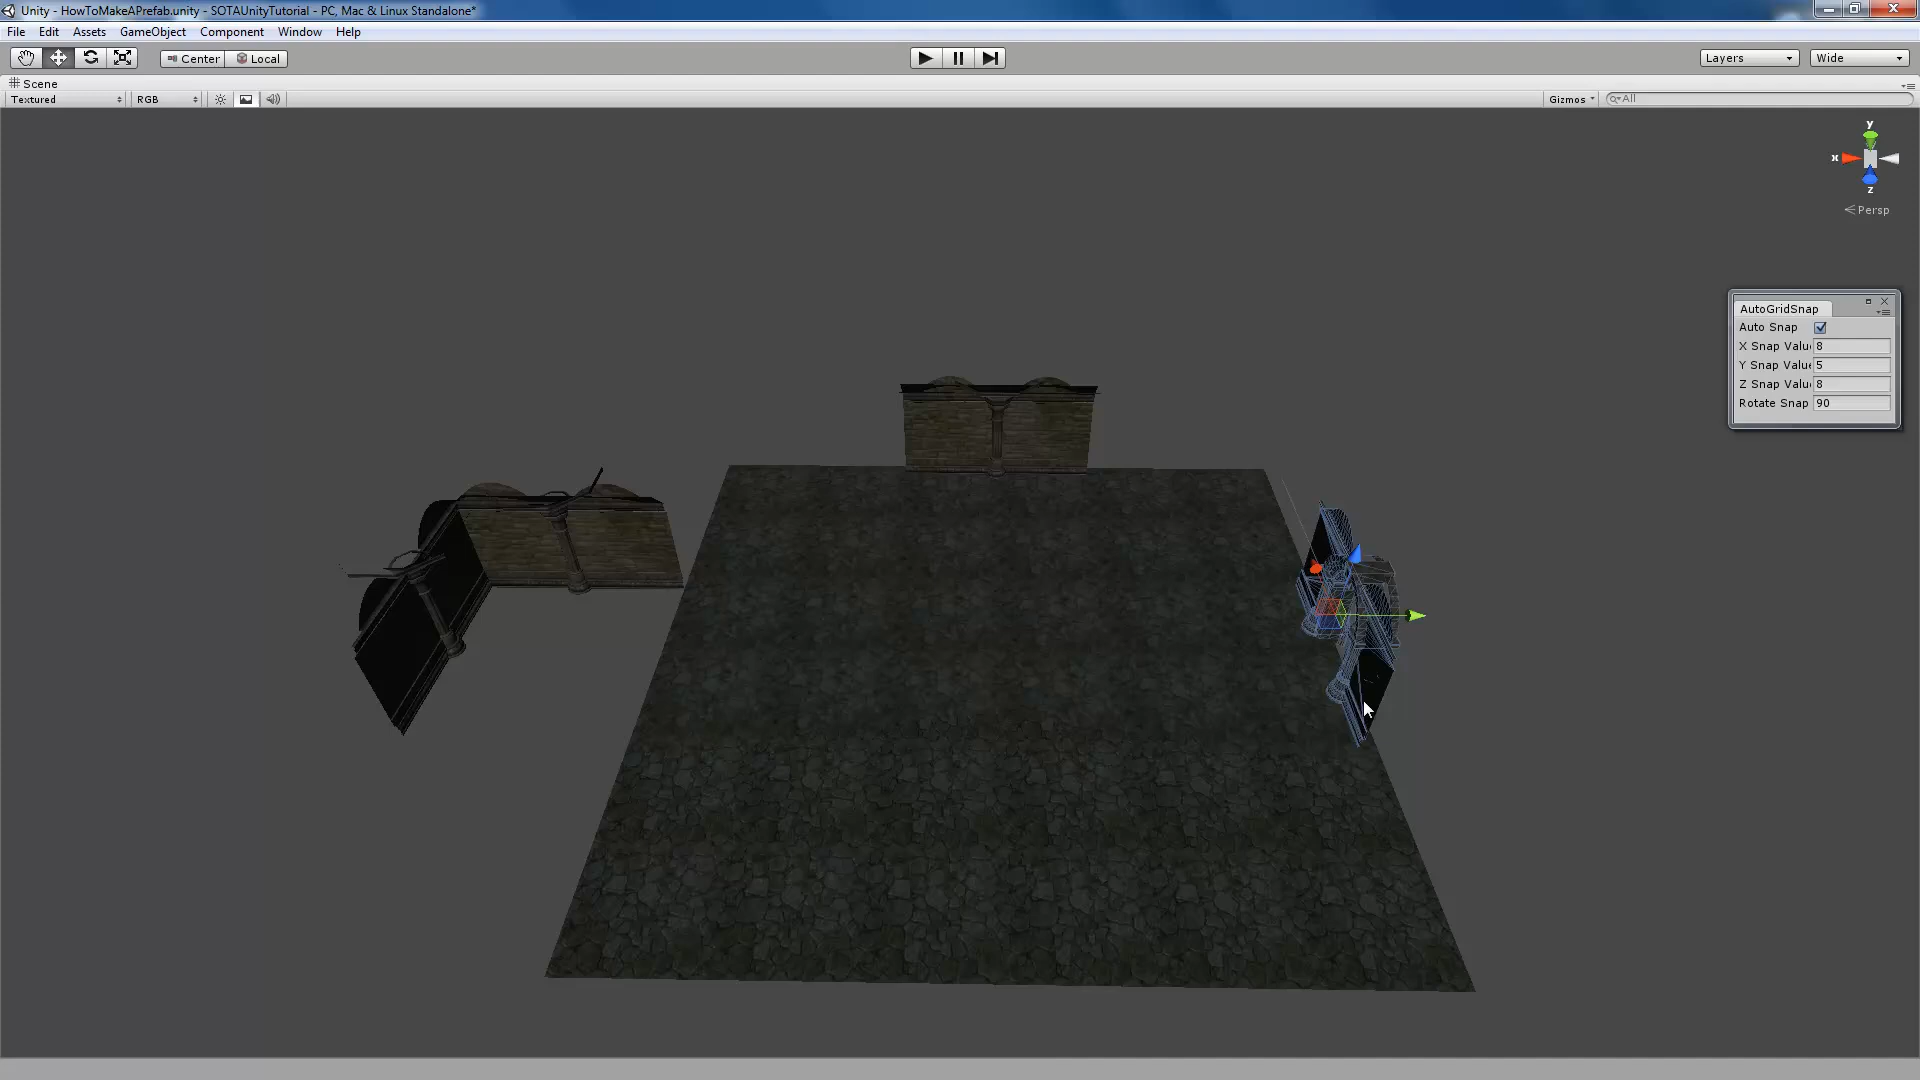 Unity - HowToMakeAPrefab.unity - SOTAUnityTutorial - PC, Mac & Linux Standalone*
File Edit Assets GameObject Component Window Help
Center Local Layers Wide
Scene
Textured RGB Gizmos All
y
x
z
Persp
AutoGridSnap
Auto Snap
X Snap Valu 8
Y Snap Valu 5
Z Snap Valu 8
Rotate Snap 90